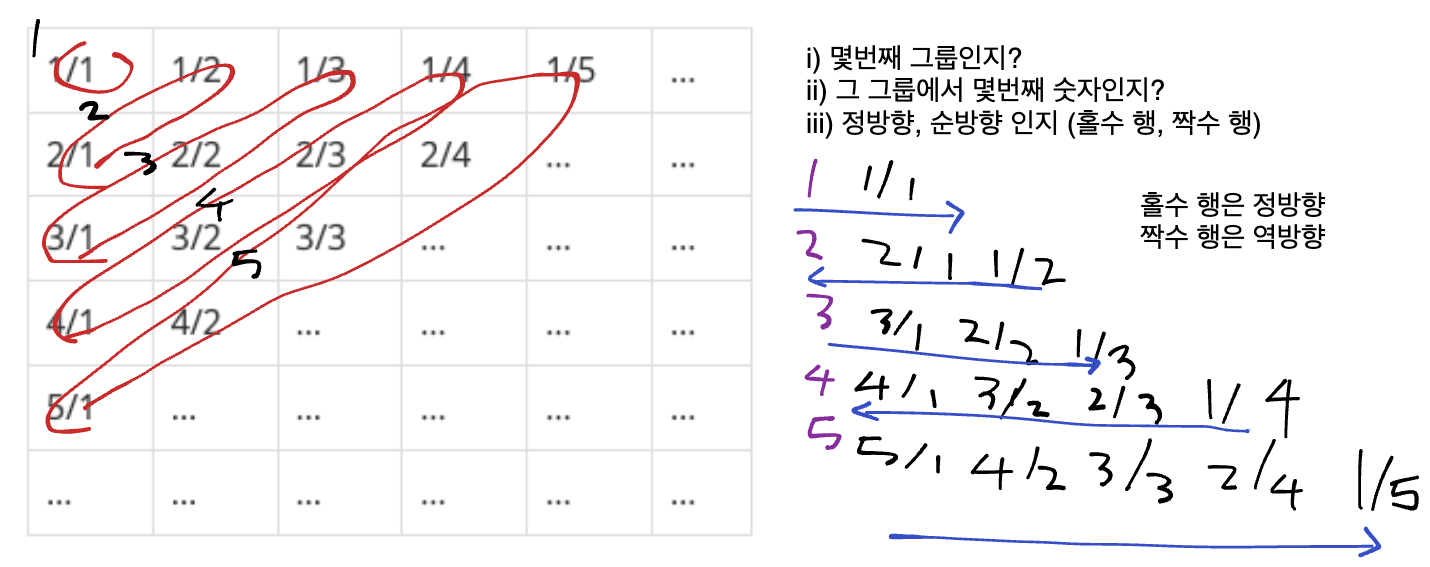 1
1/1 1/2 1/3 1/4 1/5 ...
2
2/1 2/2 2/3 2/4 ... ...
3
3/1 3/2 3/3 ... ... ...
4
5
4/1 4/2 ... ... ... ...
5/1 ... ... ... ... ...
... ... ... ... ... ...
i) 몇번째 그룹인지?
ii) 그 그룹에서 몇번째 숫자인지?
iii) 정방향, 순방향 인지 (홀수 행, 짝수 행)
1 1/1
2 2/1 1/2
3 3/1 2/2 1/3
4 4/1 3/2 2/3 1/4
5 5/1 4/2 3/3 2/4 1/5
홀수 행은 정방향
짝수 행은 역방향